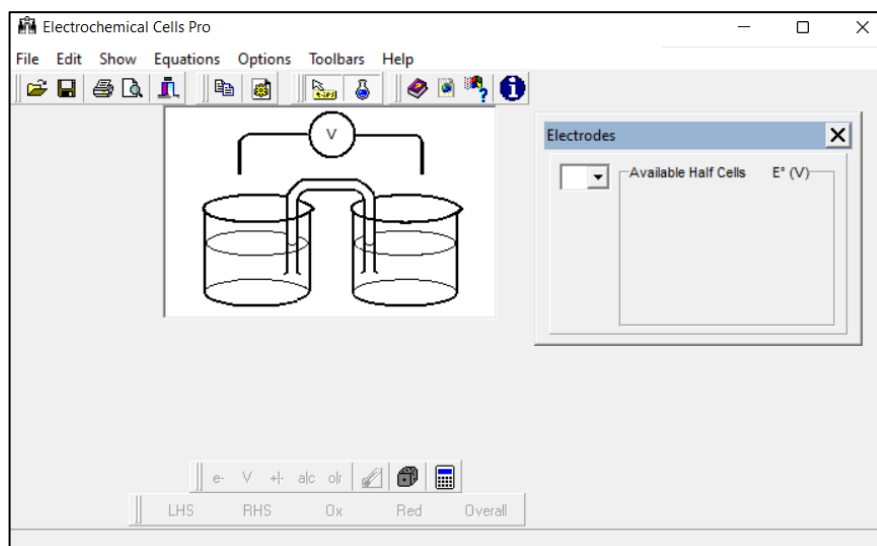 Electrochemical Cells Pro
File Edit Show Equations Options Toolbars Help
V
Electrodes
Available Half Cells E° (V)
e- V +/- a|c o|r
LHS RHS Ox Red Overall